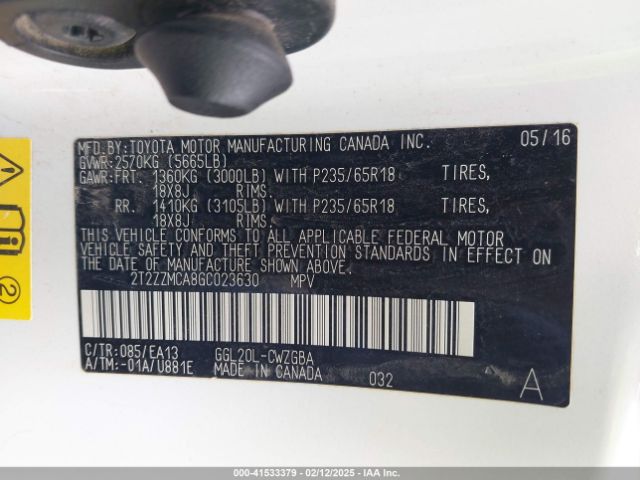 MFD.BY:TOYOTA MOTOR MANUFACTURING CANADA INC. 05/16
GVWR:2570KG (5665LB)
GAWR:FRT. 1360KG (3000LB) WITH P235/65R18 TIRES,
18X8J RIMS.
RR. 1410KG (3105LB) WITH P235/65R18 TIRES,
18X8J RIMS.
THIS VEHICLE CONFORMS TO ALL APPLICABLE FEDERAL MOTOR
VEHICLE SAFETY AND THEFT PREVENTION STANDARDS IN EFFECT ON
THE DATE OF MANUFACTURE SHOWN ABOVE.
2T2ZZMCA8GC023630 MPV
C/TR:085/EA13 GGL20L-CWZGBA
A/TM:-01A/U881E MADE IN CANADA 032 A
2
000-41533379 - 02/12/2025 - IAA Inc.